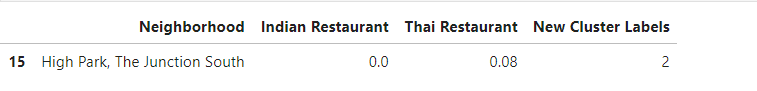 Neighborhood Indian Restaurant Thai Restaurant New Cluster Labels
15 High Park, The Junction South 0.0 0.08 2